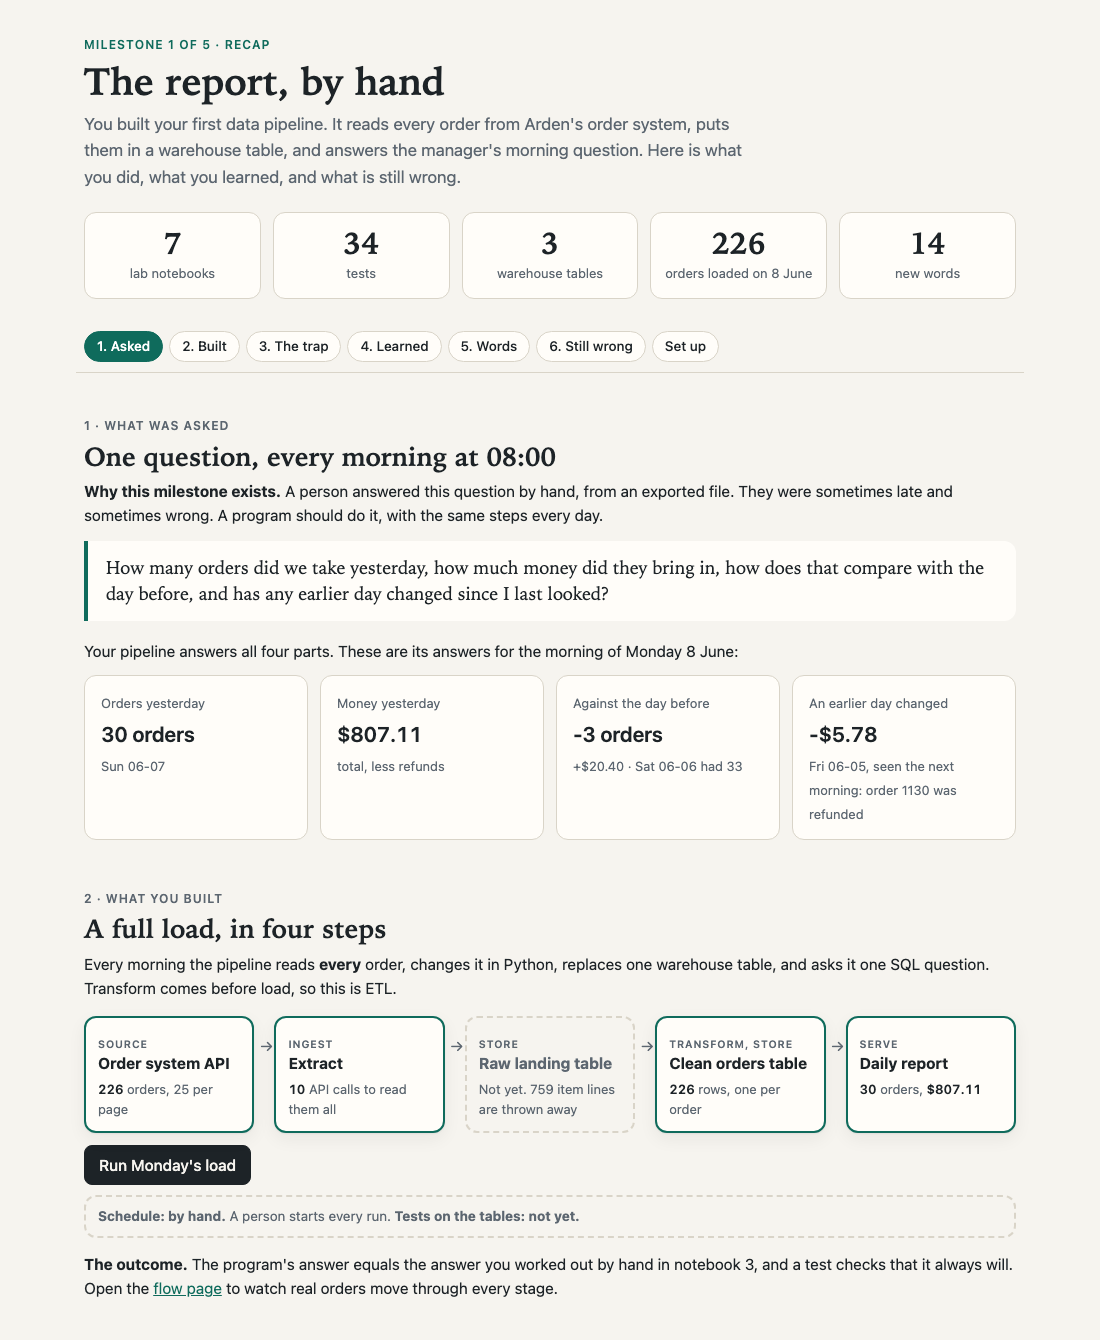 MILESTONE 1 OF 5 · RECAP
The report, by hand
You built your first data pipeline. It reads every order from Arden's order system, puts
them in a warehouse table, and answers the manager's morning question. Here is what
you did, what you learned, and what is still wrong.
7
lab notebooks
34
tests
3
warehouse tables
226
orders loaded on 8 June
14
new words
1. Asked
2. Built
3. The trap
4. Learned
5. Words
6. Still wrong
Set up
1 · WHAT WAS ASKED
One question, every morning at 08:00
Why this milestone exists. A person answered this question by hand, from an exported file. They were sometimes late and
sometimes wrong. A program should do it, with the same steps every day.
How many orders did we take yesterday, how much money did they bring in, how does that compare with the
day before, and has any earlier day changed since I last looked?
Your pipeline answers all four parts. These are its answers for the morning of Monday 8 June:
Orders yesterday
30 orders
Sun 06-07
Money yesterday
$807.11
total, less refunds
Against the day before
-3 orders
+$20.40 · Sat 06-06 had 33
An earlier day changed
-$5.78
Fri 06-05, seen the next
morning: order 1130 was
refunded
2 · WHAT YOU BUILT
A full load, in four steps
Every morning the pipeline reads every order, changes it in Python, replaces one warehouse table, and asks it one SQL question.
Transform comes before load, so this is ETL.
SOURCE
Order system API
226 orders, 25 per
page
→
INGEST
Extract
10 API calls to read
them all
→
STORE
Raw landing table
Not yet. 759 item lines
are thrown away
→
TRANSFORM, STORE
Clean orders table
226 rows, one per
order
→
SERVE
Daily report
30 orders, $807.11
Run Monday's load
Schedule: by hand. A person starts every run. Tests on the tables: not yet.
The outcome. The program's answer equals the answer you worked out by hand in notebook 3, and a test checks that it always will.
Open the flow page to watch real orders move through every stage.